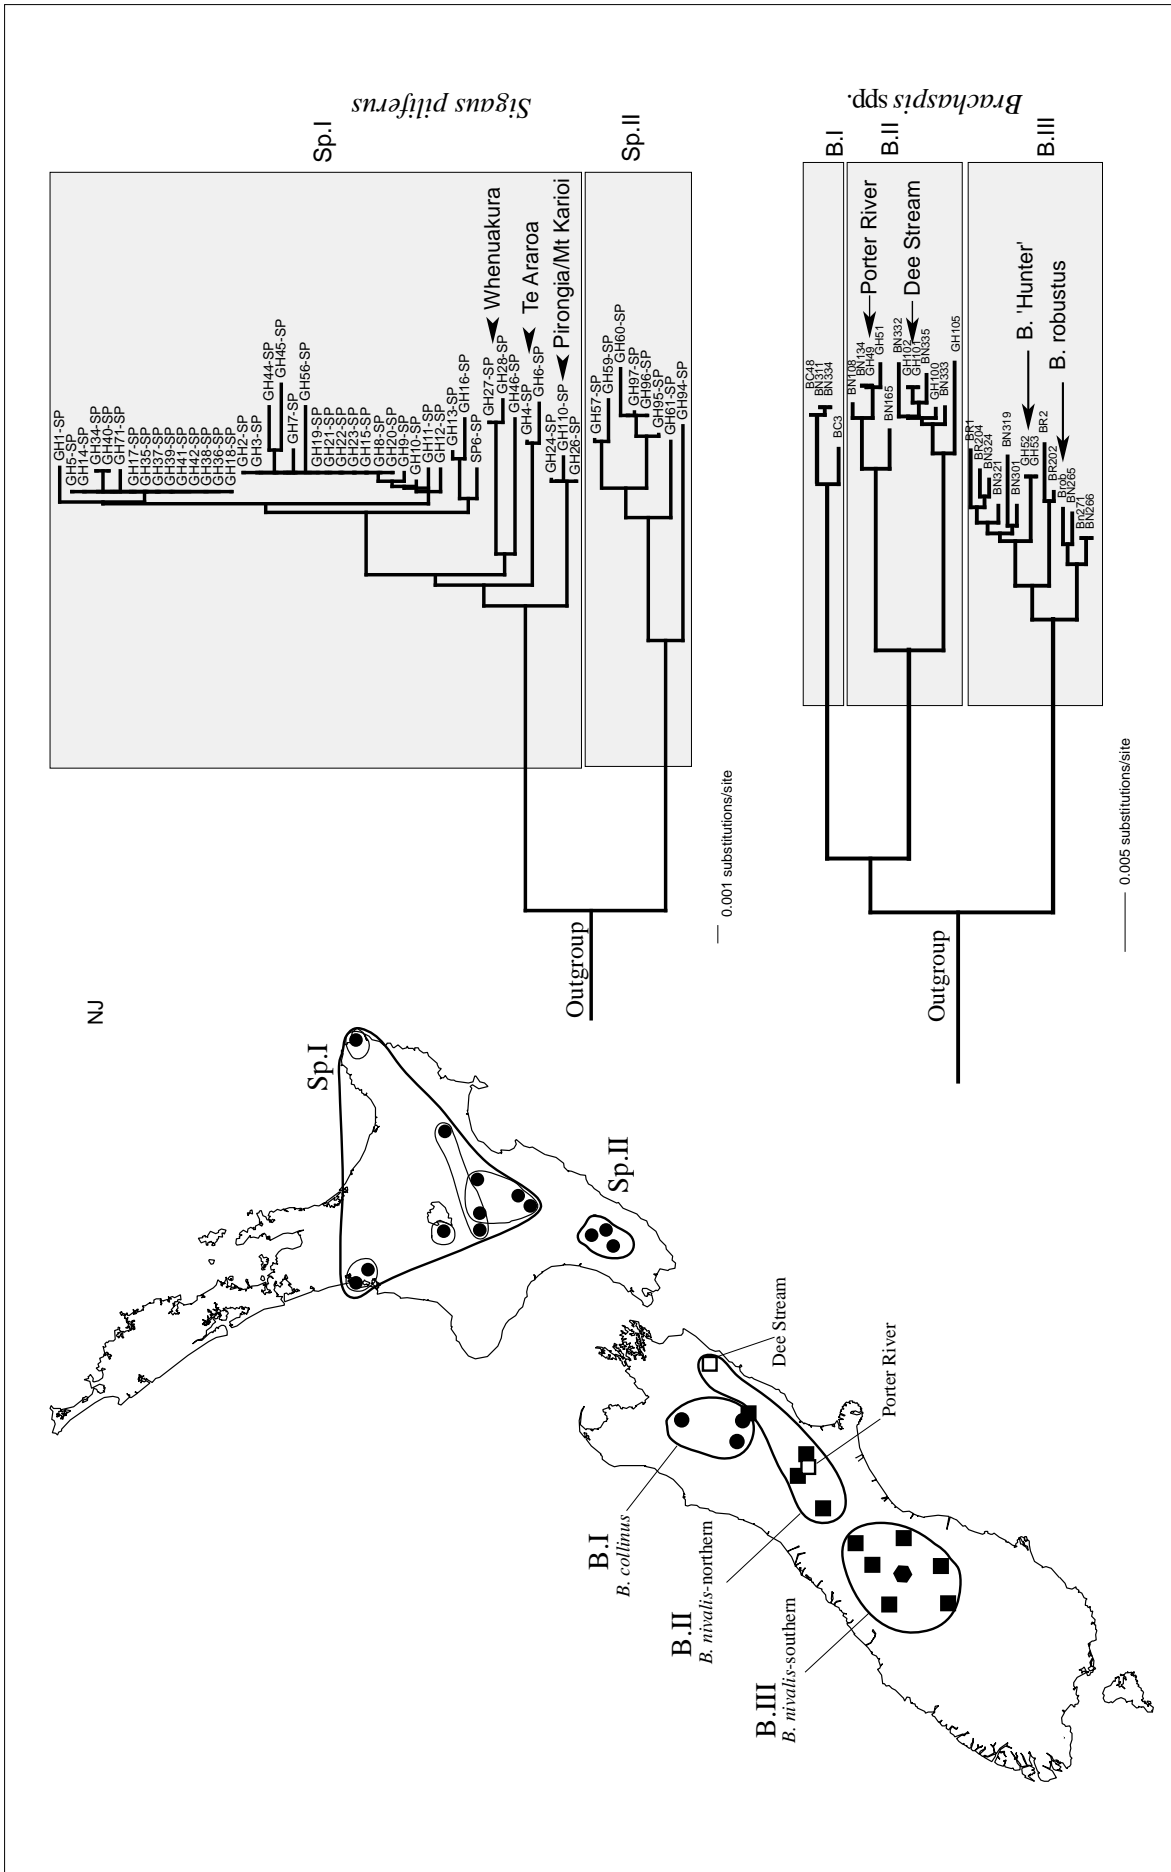 NJ
Sigaus piliferus
Sp.I
GH1-SP
GH5-SP
GH14-SP
GH34-SP
GH40-SP
GH71-SP
GH17-SP
GH35-SP
GH37-SP
GH39-SP
GH41-SP
GH42-SP
GH38-SP
GH36-SP
GH18-SP
GH2-SP
GH3-SP
GH44-SP
GH45-SP
GH7-SP
GH56-SP
GH19-SP
GH21-SP
GH22-SP
GH23-SP
GH15-SP
GH8-SP
GH20-SP
GH9-SP
GH10-SP
GH11-SP
GH12-SP
GH13-SP
GH16-SP
SP6-SP
GH27-SP
Whenuakura
GH28-SP
GH46-SP
GH4-SP
Te Araroa
GH6-SP
GH24-SP
GH110-SP
Pirongia/Mt Karioi
GH26-SP
Sp.II
GH57-SP
GH59-SP
GH60-SP
GH97-SP
GH96-SP
GH95-SP
GH61-SP
GH94-SP
Outgroup
0.001 substitutions/site
Brachaspis spp.
B.I
BC48
BN311
BN334
BC3
B.II
BN108
BN134
GH49
Porter River
GH51
BN165
BN332
GH102
GH101
Dee Stream
BN335
GH100
BN333
GH105
B.III
BR1
BR204
BN324
BN321
BN319
BN301
GH52
GH53
B. 'Hunter'
BR2
BR202
Brob
B. robustus
BN265
Bn271
BN266
Outgroup
0.005 substitutions/site
Sp.I
Sp.II
Dee Stream
Porter River
B.I
B. collinus
B.II
B. nivalis-northern
B.III
B. nivalis-southern